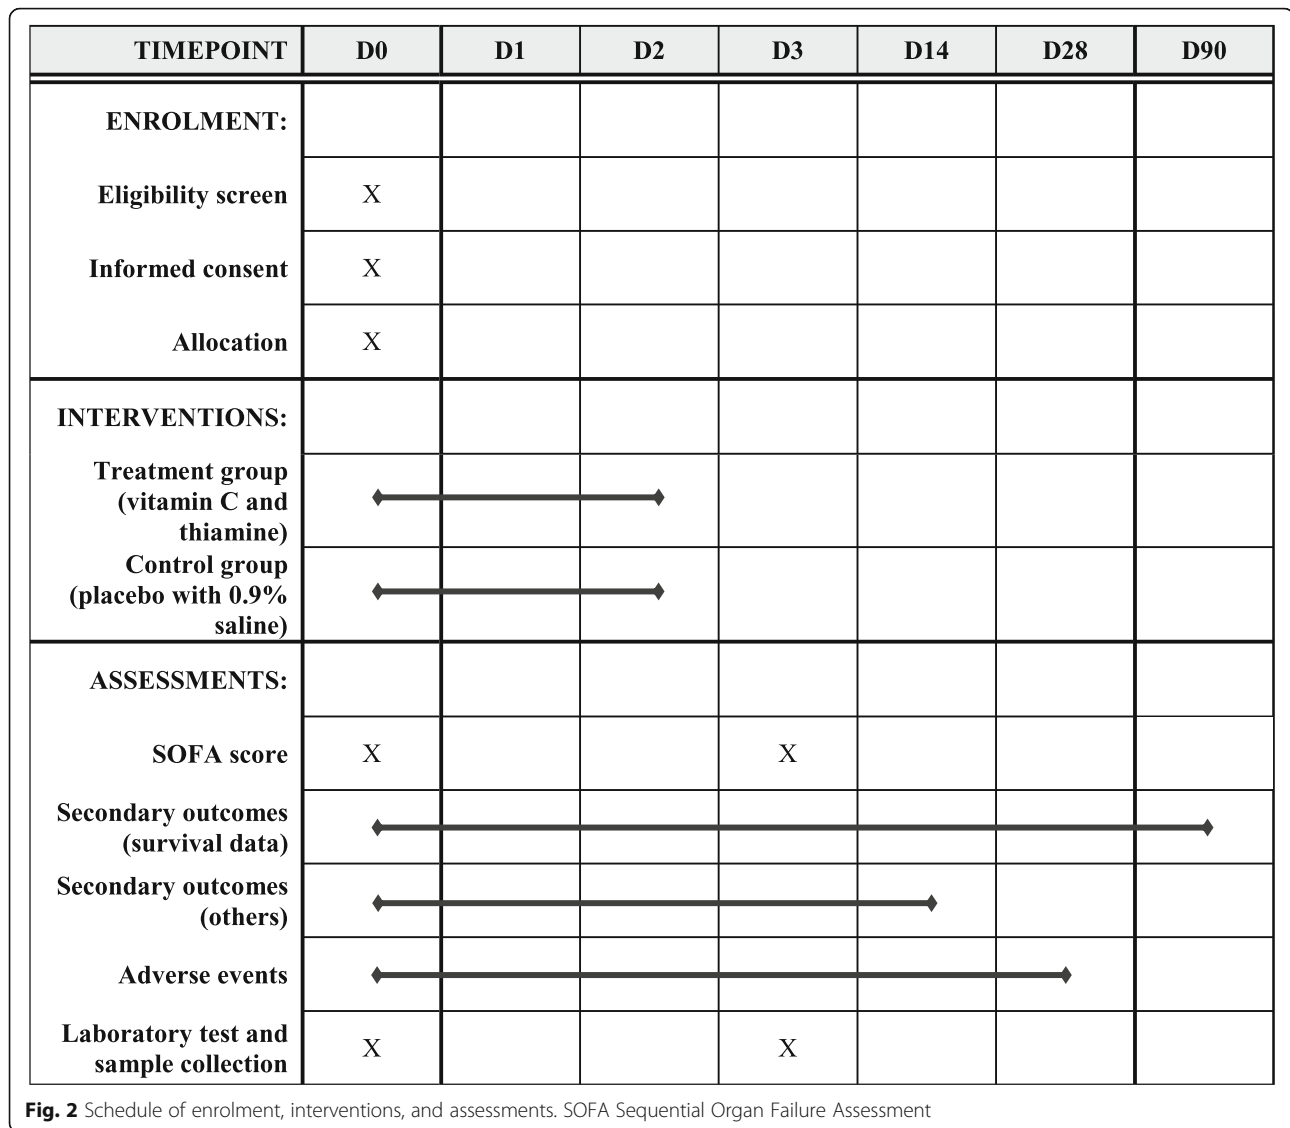 TIMEPOINT D0 D1 D2 D3 D14 D28 D90
ENROLMENT:
Eligibility screen X
Informed consent X
Allocation X
INTERVENTIONS:
Treatment group
(vitamin C and
thiamine)
Control group
(placebo with 0.9%
saline)
ASSESSMENTS:
SOFA score X X
Secondary outcomes
(survival data)
Secondary outcomes
(others)
Adverse events
Laboratory test and
sample collection X X
Fig. 2 Schedule of enrolment, interventions, and assessments. SOFA Sequential Organ Failure Assessment